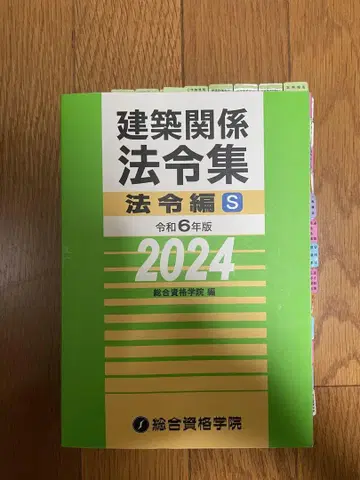 建築関係
法令集
法令編 S
令和6年版
2024
総合資格学院 編
総合資格学院